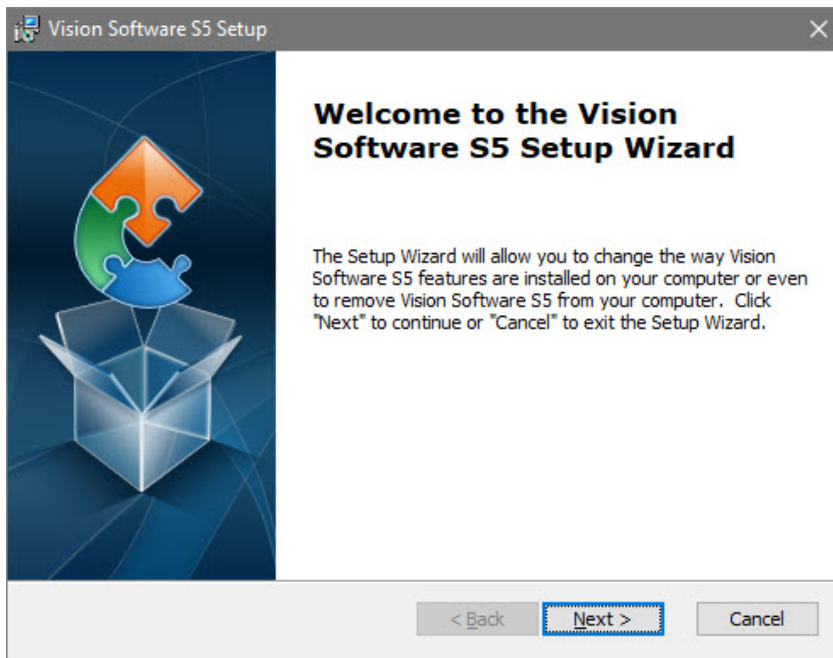 Vision Software S5 Setup
Welcome to the Vision
Software S5 Setup Wizard
The Setup Wizard will allow you to change the way Vision
Software S5 features are installed on your computer or even
to remove Vision Software S5 from your computer.  Click
"Next" to continue or "Cancel" to exit the Setup Wizard.
< Back   Next >   Cancel